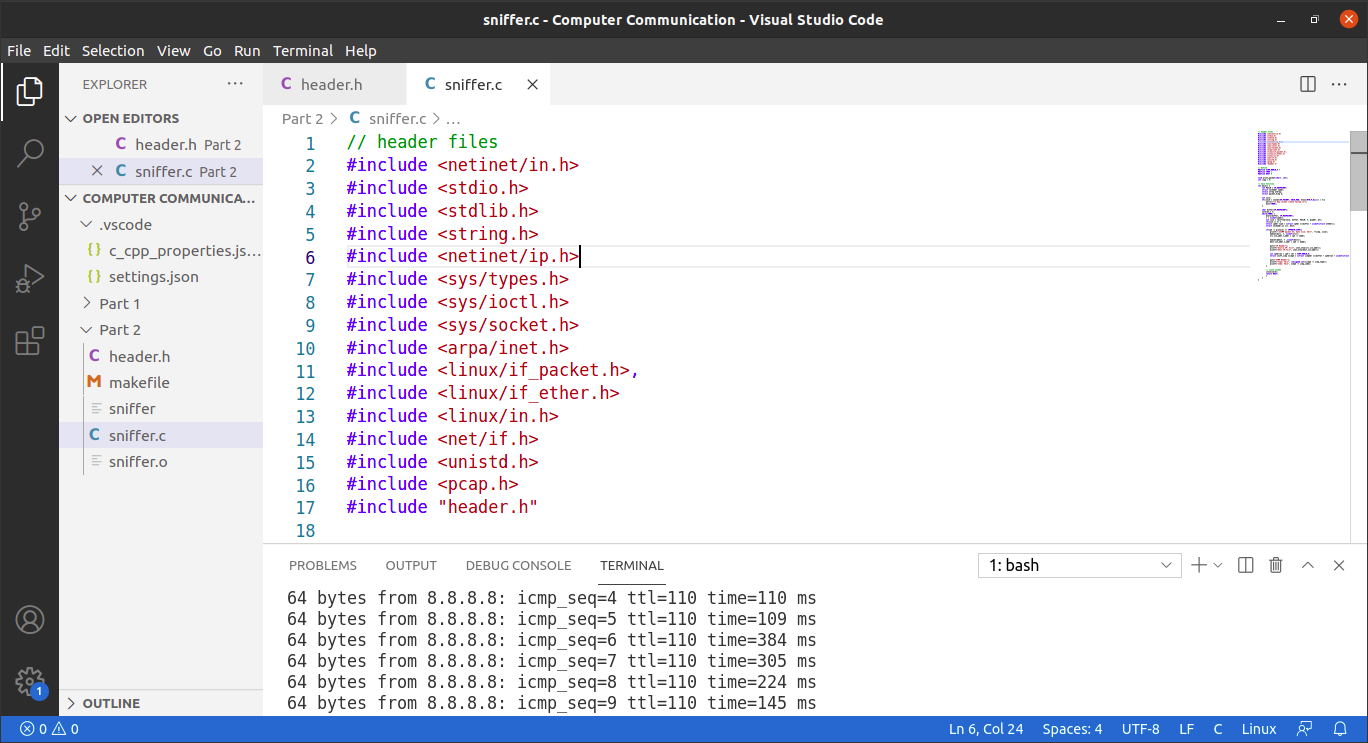 sniffer.c - Computer Communication - Visual Studio Code
File Edit Selection View Go Run Terminal Help
EXPLORER
OPEN EDITORS
header.h Part 2
sniffer.c Part 2
COMPUTER COMMUNICA...
.vscode
c_cpp_properties.js...
settings.json
Part 1
Part 2
header.h
makefile
sniffer
sniffer.c
sniffer.o
OUTLINE
1
header.h
sniffer.c
Part 2 > sniffer.c > ...
1 // header files
2 #include <netinet/in.h>
3 #include <stdio.h>
4 #include <stdlib.h>
5 #include <string.h>
6 #include <netinet/ip.h>
7 #include <sys/types.h>
8 #include <sys/ioctl.h>
9 #include <sys/socket.h>
10 #include <arpa/inet.h>
11 #include <linux/if_packet.h>,
12 #include <linux/if_ether.h>
13 #include <linux/in.h>
14 #include <net/if.h>
15 #include <unistd.h>
16 #include <pcap.h>
17 #include "header.h"
18
PROBLEMS OUTPUT DEBUG CONSOLE TERMINAL 1: bash
64 bytes from 8.8.8.8: icmp_seq=4 ttl=110 time=110 ms
64 bytes from 8.8.8.8: icmp_seq=5 ttl=110 time=109 ms
64 bytes from 8.8.8.8: icmp_seq=6 ttl=110 time=384 ms
64 bytes from 8.8.8.8: icmp_seq=7 ttl=110 time=305 ms
64 bytes from 8.8.8.8: icmp_seq=8 ttl=110 time=224 ms
64 bytes from 8.8.8.8: icmp_seq=9 ttl=110 time=145 ms
0 0 Ln 6, Col 24 Spaces: 4 UTF-8 LF C Linux